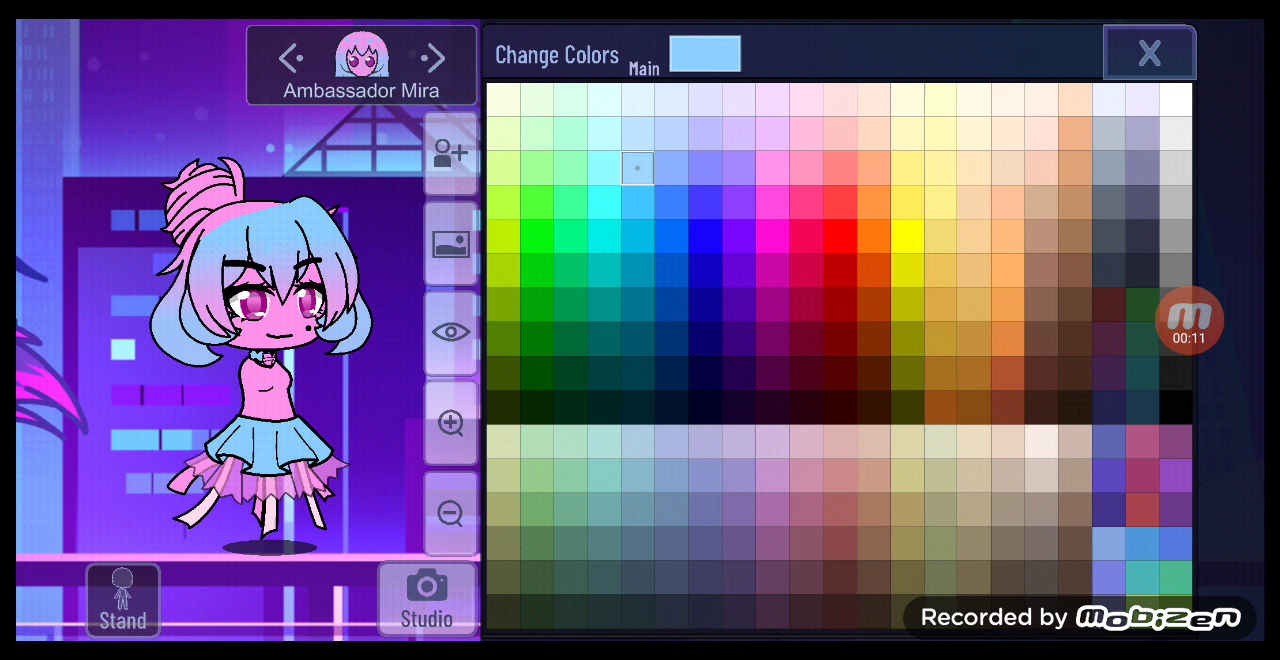 Ambassador Mira
Change Colors
Main
X
00:11
Stand
Studio
Recorded by mobizen